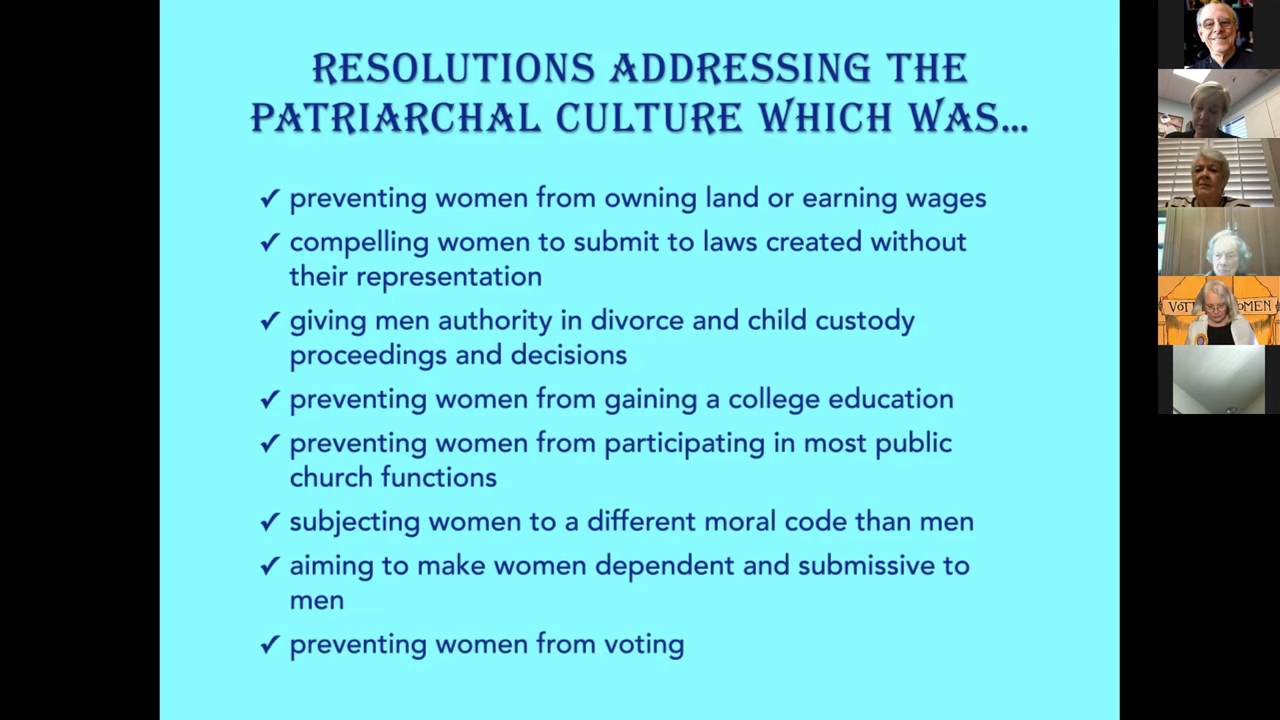 RESOLUTIONS ADDRESSING THE
PATRIARCHAL CULTURE WHICH WAS...
✓ preventing women from owning land or earning wages
✓ compelling women to submit to laws created without
their representation
✓ giving men authority in divorce and child custody
proceedings and decisions
✓ preventing women from gaining a college education
✓ preventing women from participating in most public
church functions
✓ subjecting women to a different moral code than men
✓ aiming to make women dependent and submissive to
men
✓ preventing women from voting